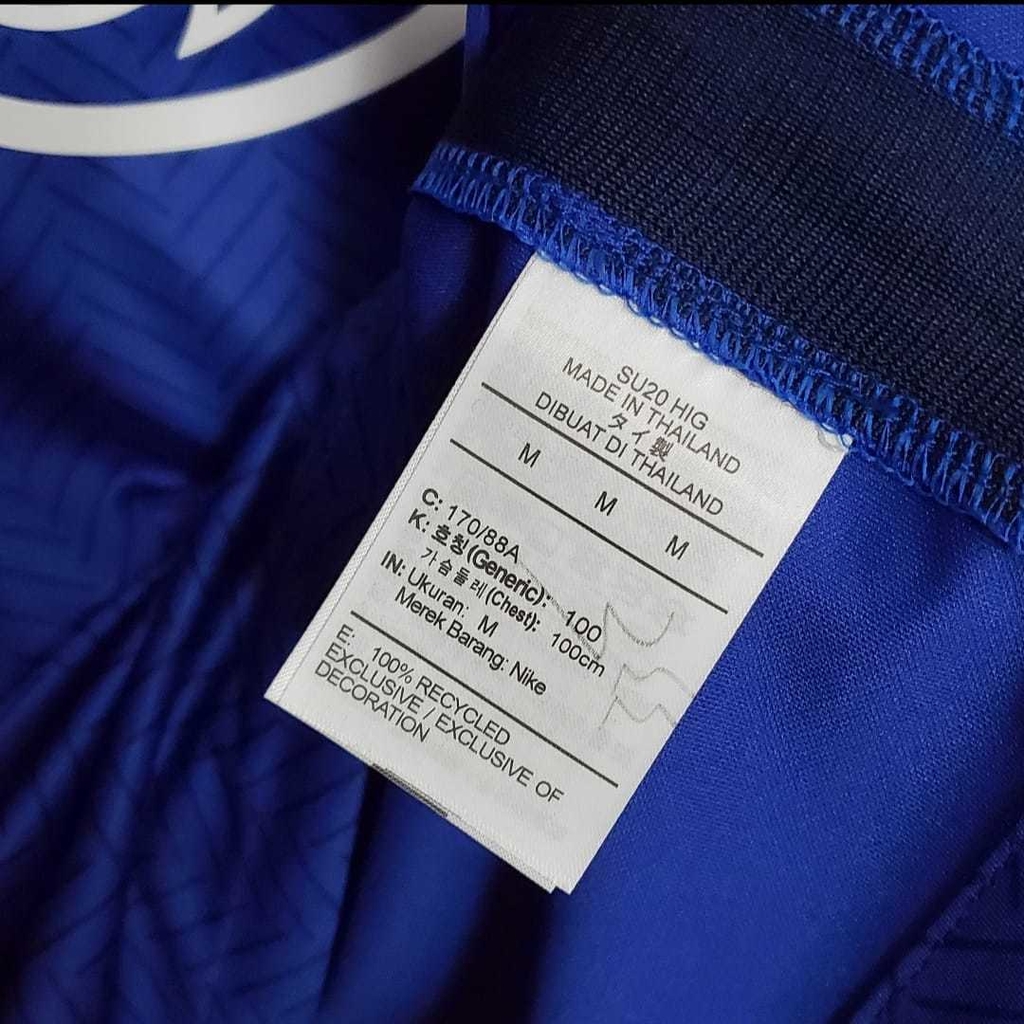 SU20 HIG
MADE IN THAILAND
タイ製
DIBUAT DI THAILAND
M M M
C: 170/88A
K: 호칭(Generic): 100
가슴둘레(Chest): 100cm
IN: Ukuran: M
Merek Barang: Nike
E: 100% RECYCLED
EXCLUSIVE / EXCLUSIVE OF
DECORATION